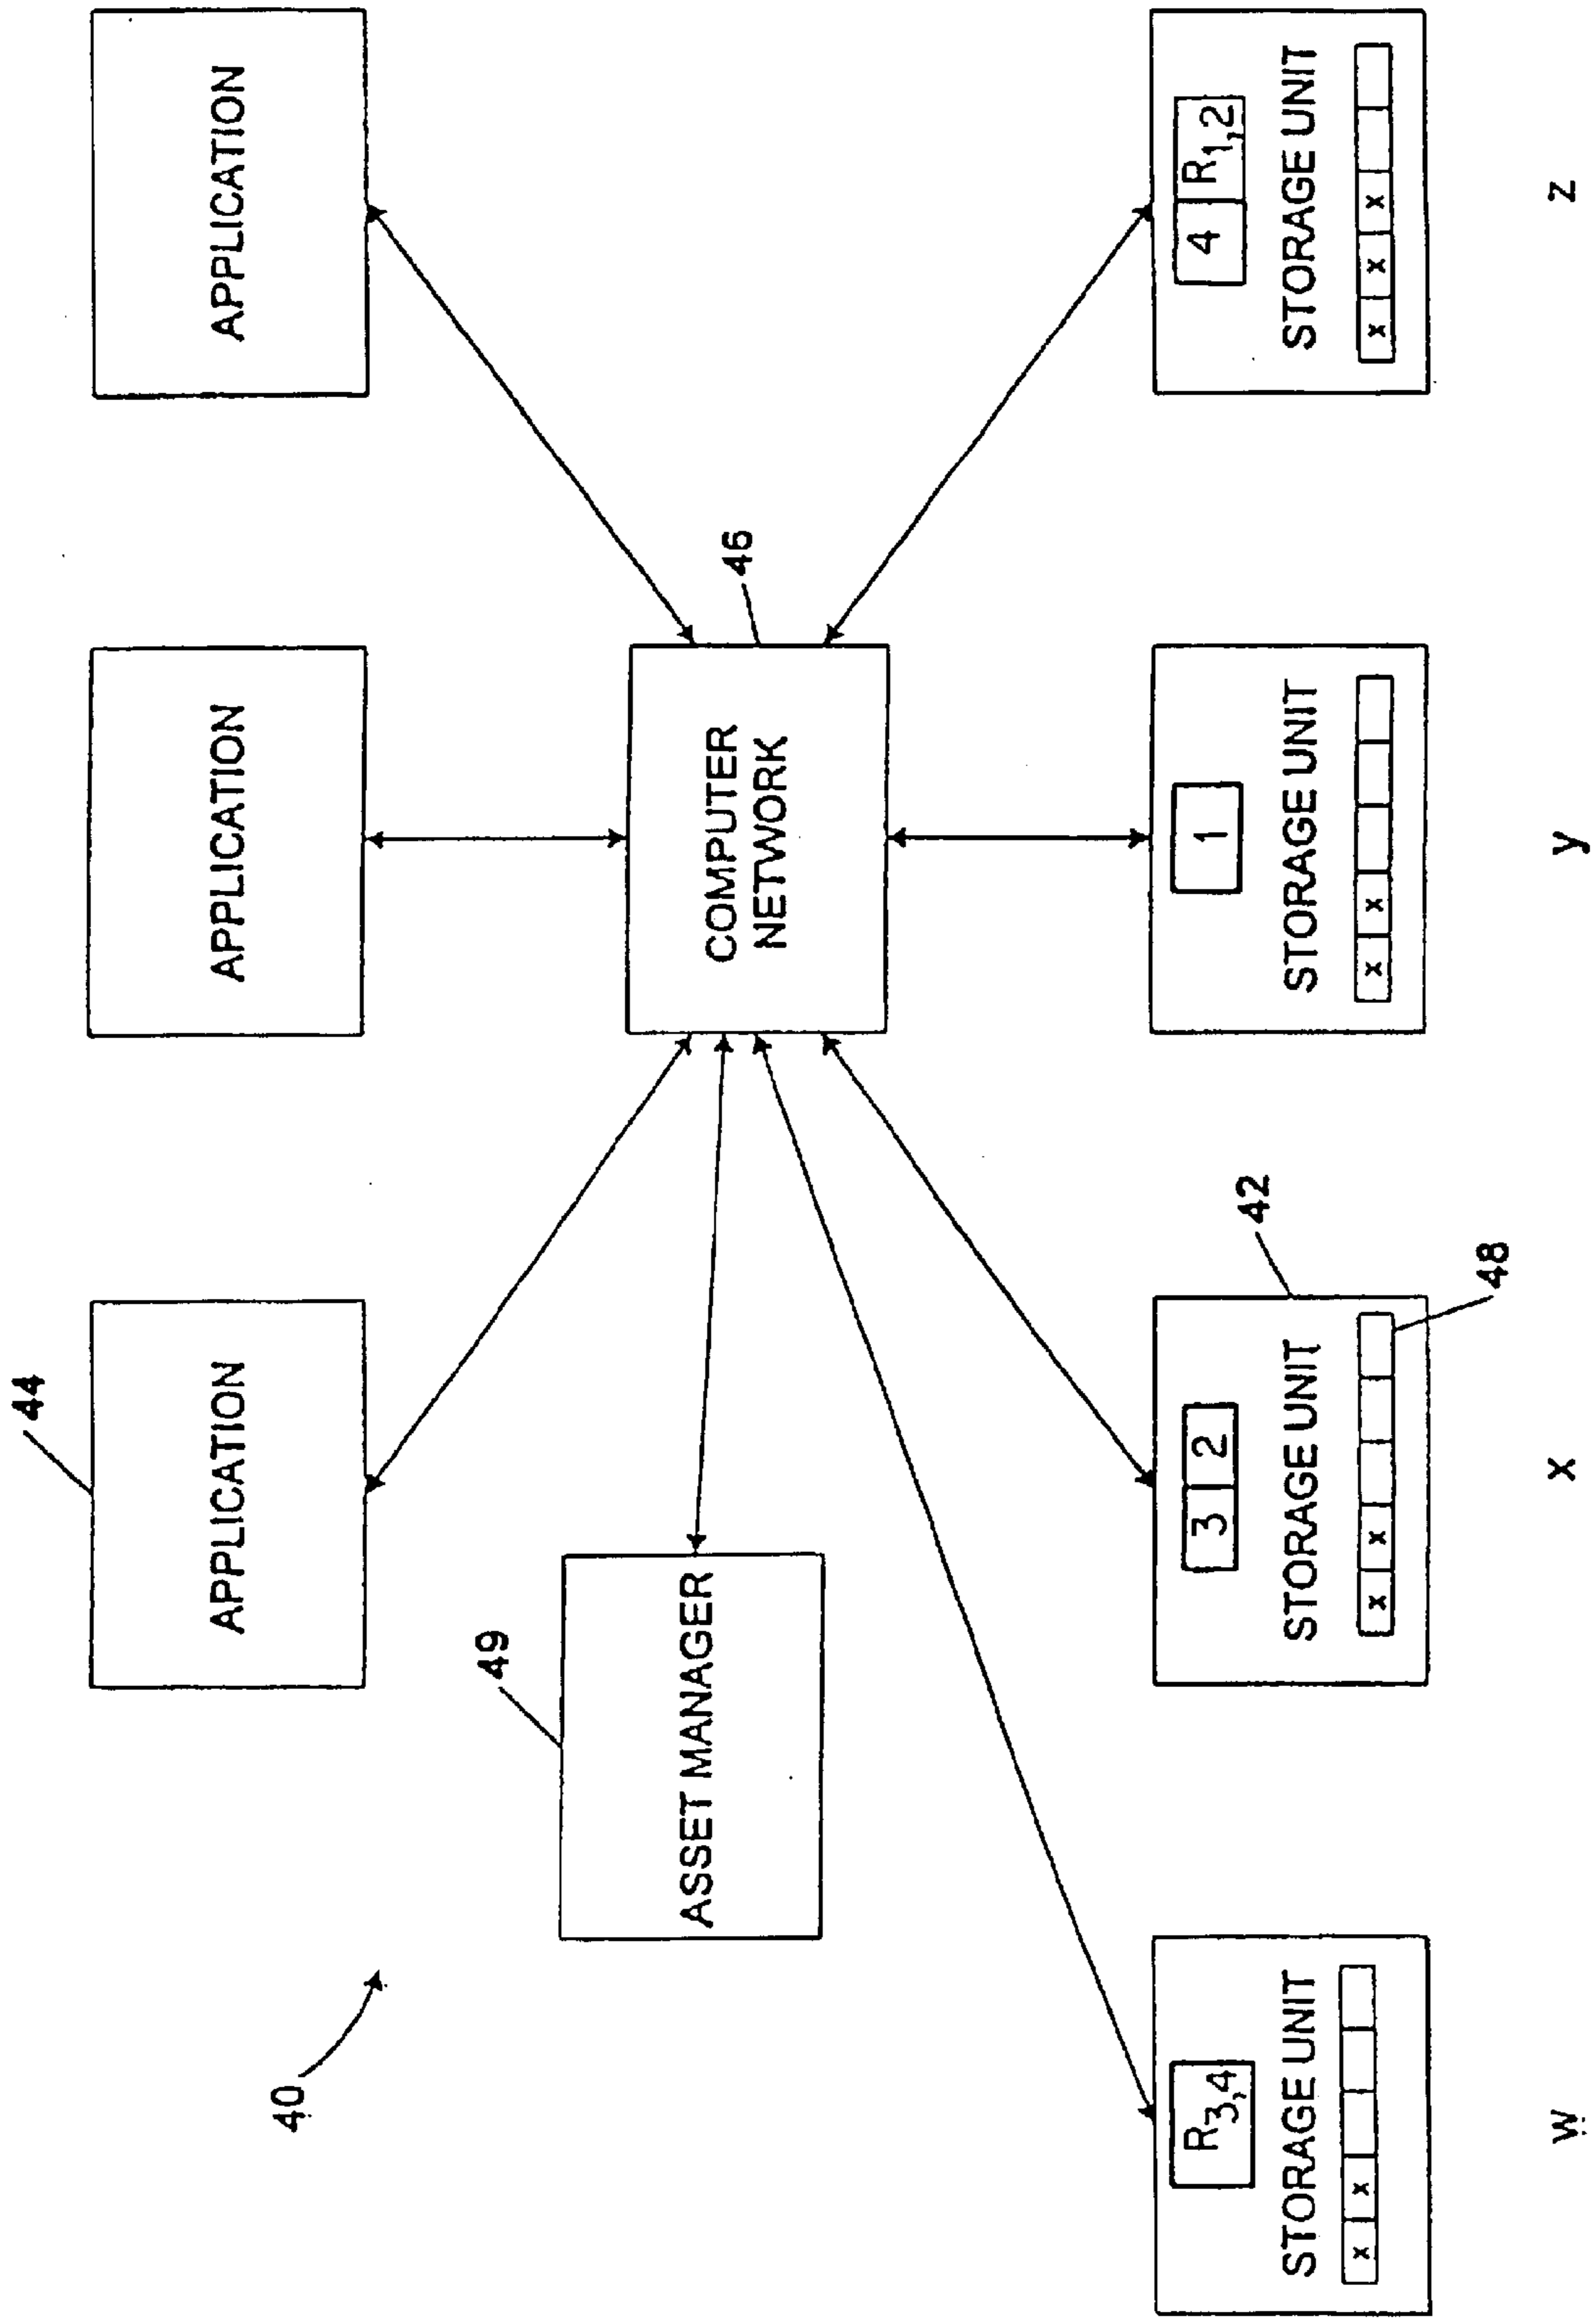 40
44
APPLICATION
APPLICATION
APPLICATION
49
ASSET MANAGER
COMPUTER
NETWORK
46
R3,4
STORAGE UNIT
x x
w
3 2
STORAGE UNIT
x x
42
48
x
1
STORAGE UNIT
x x
y
4 R1,2
STORAGE UNIT
x x x
z